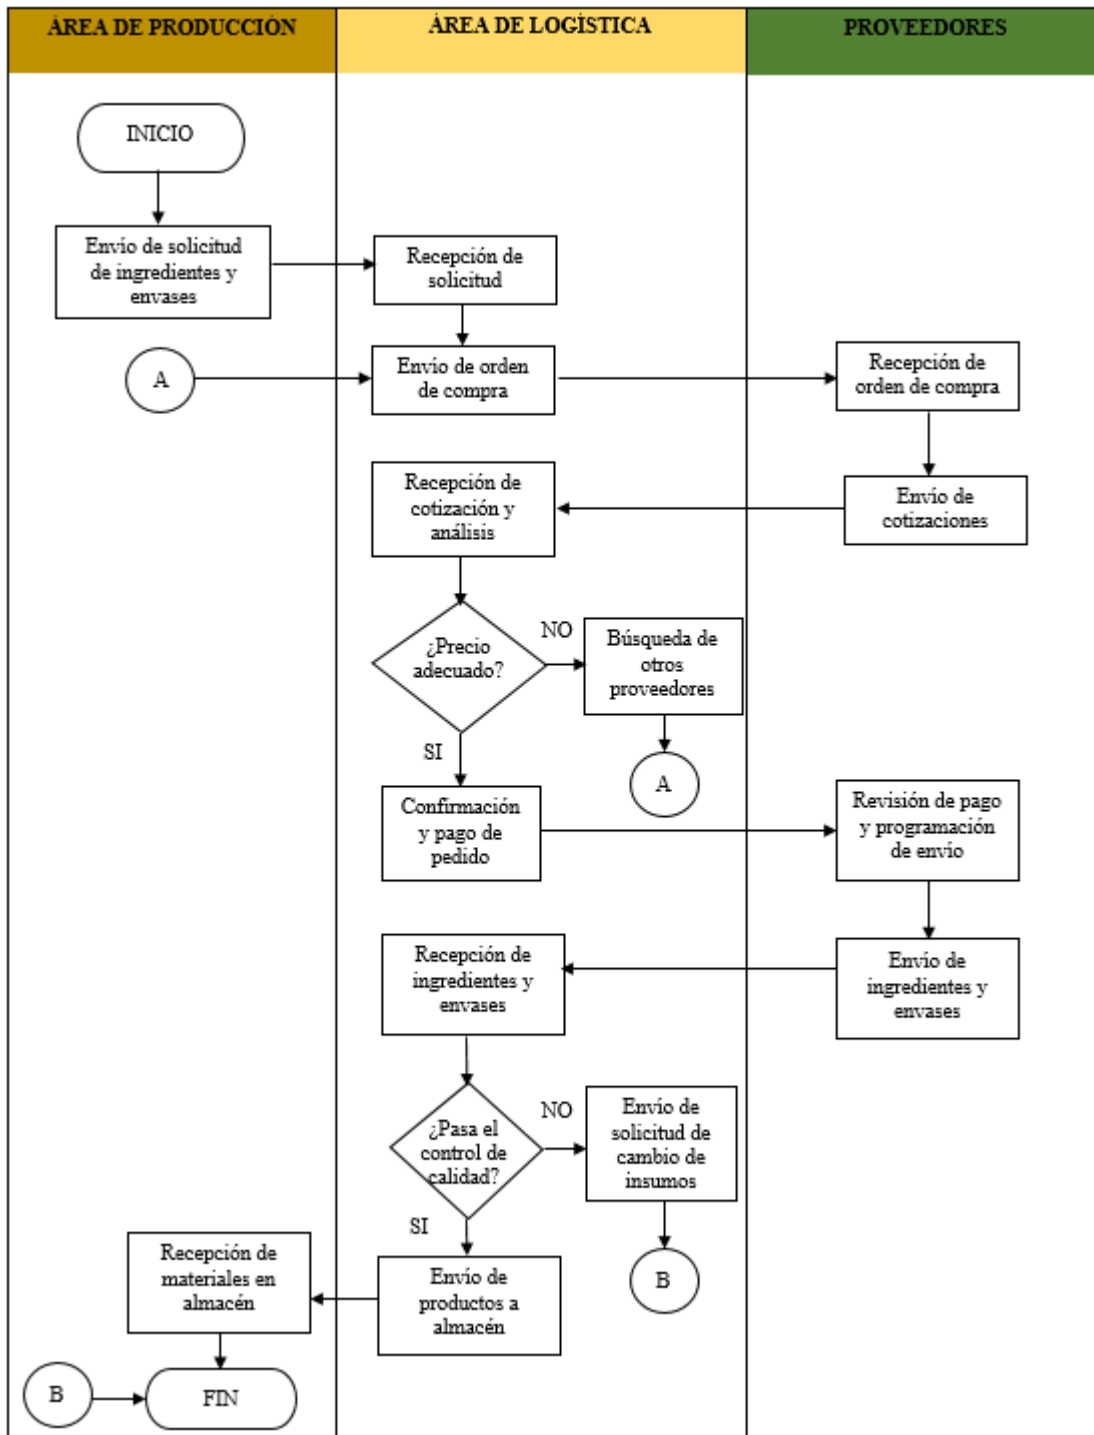 ÁREA DE PRODUCCIÓN
ÁREA DE LOGÍSTICA
PROVEEDORES
INICIO
Envío de solicitud
de ingredientes y
envases
Recepción de
solicitud
A
Envío de orden
de compra
Recepción de
orden de compra
Recepción de
cotización y
análisis
Envío de
cotizaciones
¿Precio
adecuado?
NO
Búsqueda de
otros
proveedores
SI
A
Confirmación
y pago de
pedido
Revisión de pago
y programación
de envío
Recepción de
ingredientes y
envases
Envío de
ingredientes y
envases
¿Pasa el
control de
calidad?
NO
Envío de
solicitud de
cambio de
insumos
SI
B
Recepción de
materiales en
almacén
Envío de
productos a
almacén
B
FIN